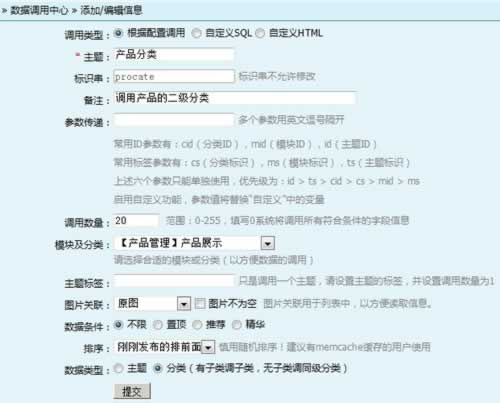 » 数据调用中心 » 添加/编辑信息
调用类型： 根据配置调用 自定义SQL 自定义HTML
* 主题： 产品分类
标识串： procate 标识串不允许修改
备注： 调用产品的二级分类
参数传递： 多个参数用英文逗号隔开
常用ID参数有：cid（分类ID），mid（模块ID），id（主题ID）
常用标签参数有：cs（分类标识），ms（模块标识），ts（主题标识）
上述六个参数只能单独使用，优先级为：id > ts > cid > cs > mid > ms
启用自定义功能，参数值将替换"自定义"中的变量
调用数量： 20 范围：0-255，填写0系统将调用所有符合条件的字段信息
模块及分类： 【产品管理】产品展示
请选择合适的模块或分类（以方便数据的调用）
主题标签： 只是调用一个主题，请设置主题的标签，并设置调用数量为1
图片关联： 原图 图片不为空 图片关联用于列表中，以方便读取信息。
数据条件： 不限 置顶 推荐 精华
排序： 刚刚发布的排前面 慎用随机排序！建议有memcache缓存的用户使用
数据类型： 主题 分类（有子类调子类，无子类调同级分类）
提交